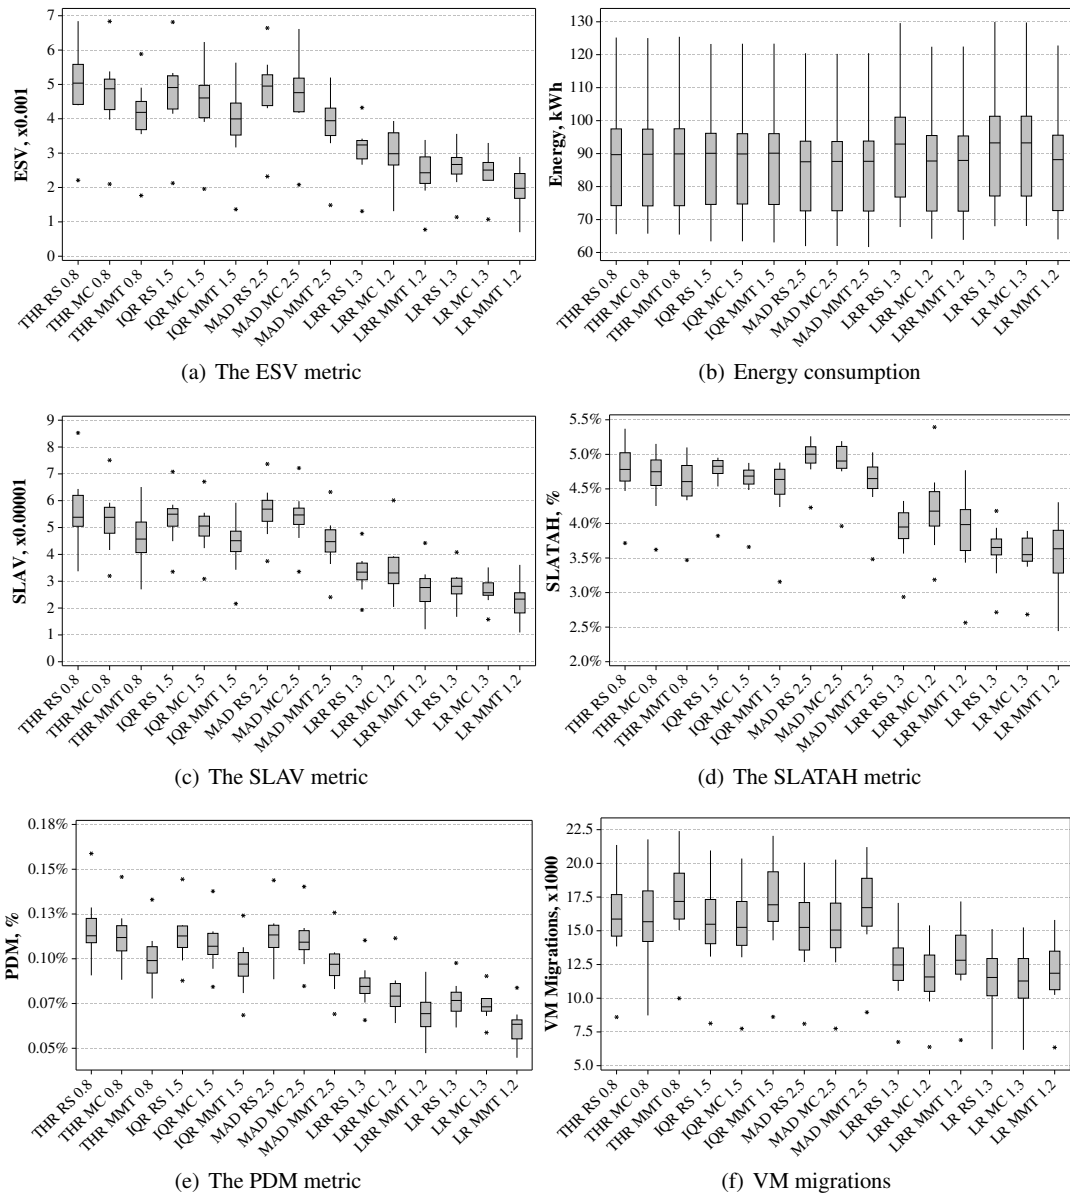 ESV, x0.001
7
6
5
4
3
2
1
0
THR RS 0.8
THR MC 0.8
THR MMT 0.8
IQR RS 1.5
IQR MC 1.5
IQR MMT 1.5
MAD RS 2.5
MAD MC 2.5
MAD MMT 2.5
LRR RS 1.3
LRR MC 1.2
LRR MMT 1.2
LR RS 1.3
LR MC 1.3
LR MMT 1.2
(a) The ESV metric
Energy, kWh
130
120
110
100
90
80
70
60
THR RS 0.8
THR MC 0.8
THR MMT 0.8
IQR RS 1.5
IQR MC 1.5
IQR MMT 1.5
MAD RS 2.5
MAD MC 2.5
MAD MMT 2.5
LRR RS 1.3
LRR MC 1.2
LRR MMT 1.2
LR RS 1.3
LR MC 1.3
LR MMT 1.2
(b) Energy consumption
SLAV, x0.00001
9
8
7
6
5
4
3
2
1
0
THR RS 0.8
THR MC 0.8
THR MMT 0.8
IQR RS 1.5
IQR MC 1.5
IQR MMT 1.5
MAD RS 2.5
MAD MC 2.5
MAD MMT 2.5
LRR RS 1.3
LRR MC 1.2
LRR MMT 1.2
LR RS 1.3
LR MC 1.3
LR MMT 1.2
(c) The SLAV metric
SLATAH, %
5.5%
5.0%
4.5%
4.0%
3.5%
3.0%
2.5%
2.0%
THR RS 0.8
THR MC 0.8
THR MMT 0.8
IQR RS 1.5
IQR MC 1.5
IQR MMT 1.5
MAD RS 2.5
MAD MC 2.5
MAD MMT 2.5
LRR RS 1.3
LRR MC 1.2
LRR MMT 1.2
LR RS 1.3
LR MC 1.3
LR MMT 1.2
(d) The SLATAH metric
PDM, %
0.18%
0.15%
0.13%
0.10%
0.07%
0.05%
THR RS 0.8
THR MC 0.8
THR MMT 0.8
IQR RS 1.5
IQR MC 1.5
IQR MMT 1.5
MAD RS 2.5
MAD MC 2.5
MAD MMT 2.5
LRR RS 1.3
LRR MC 1.2
LRR MMT 1.2
LR RS 1.3
LR MC 1.3
LR MMT 1.2
(e) The PDM metric
VM Migrations, x1000
22.5
20.0
17.5
15.0
12.5
10.0
7.5
5.0
THR RS 0.8
THR MC 0.8
THR MMT 0.8
IQR RS 1.5
IQR MC 1.5
IQR MMT 1.5
MAD RS 2.5
MAD MC 2.5
MAD MMT 2.5
LRR RS 1.3
LRR MC 1.2
LRR MMT 1.2
LR RS 1.3
LR MC 1.3
LR MMT 1.2
(f) VM migrations